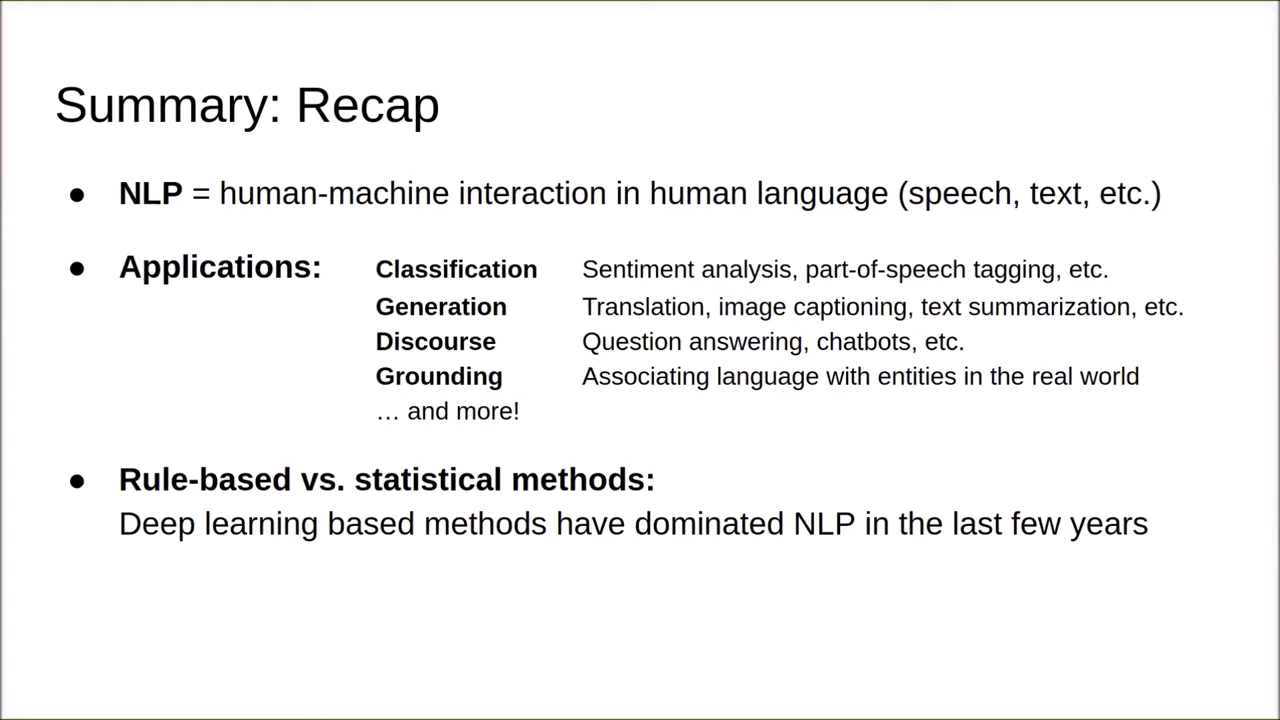 Summary: Recap
● NLP = human-machine interaction in human language (speech, text, etc.)
● Applications: Classification Sentiment analysis, part-of-speech tagging, etc.
Generation Translation, image captioning, text summarization, etc.
Discourse Question answering, chatbots, etc.
Grounding Associating language with entities in the real world
… and more!
● Rule-based vs. statistical methods:
Deep learning based methods have dominated NLP in the last few years